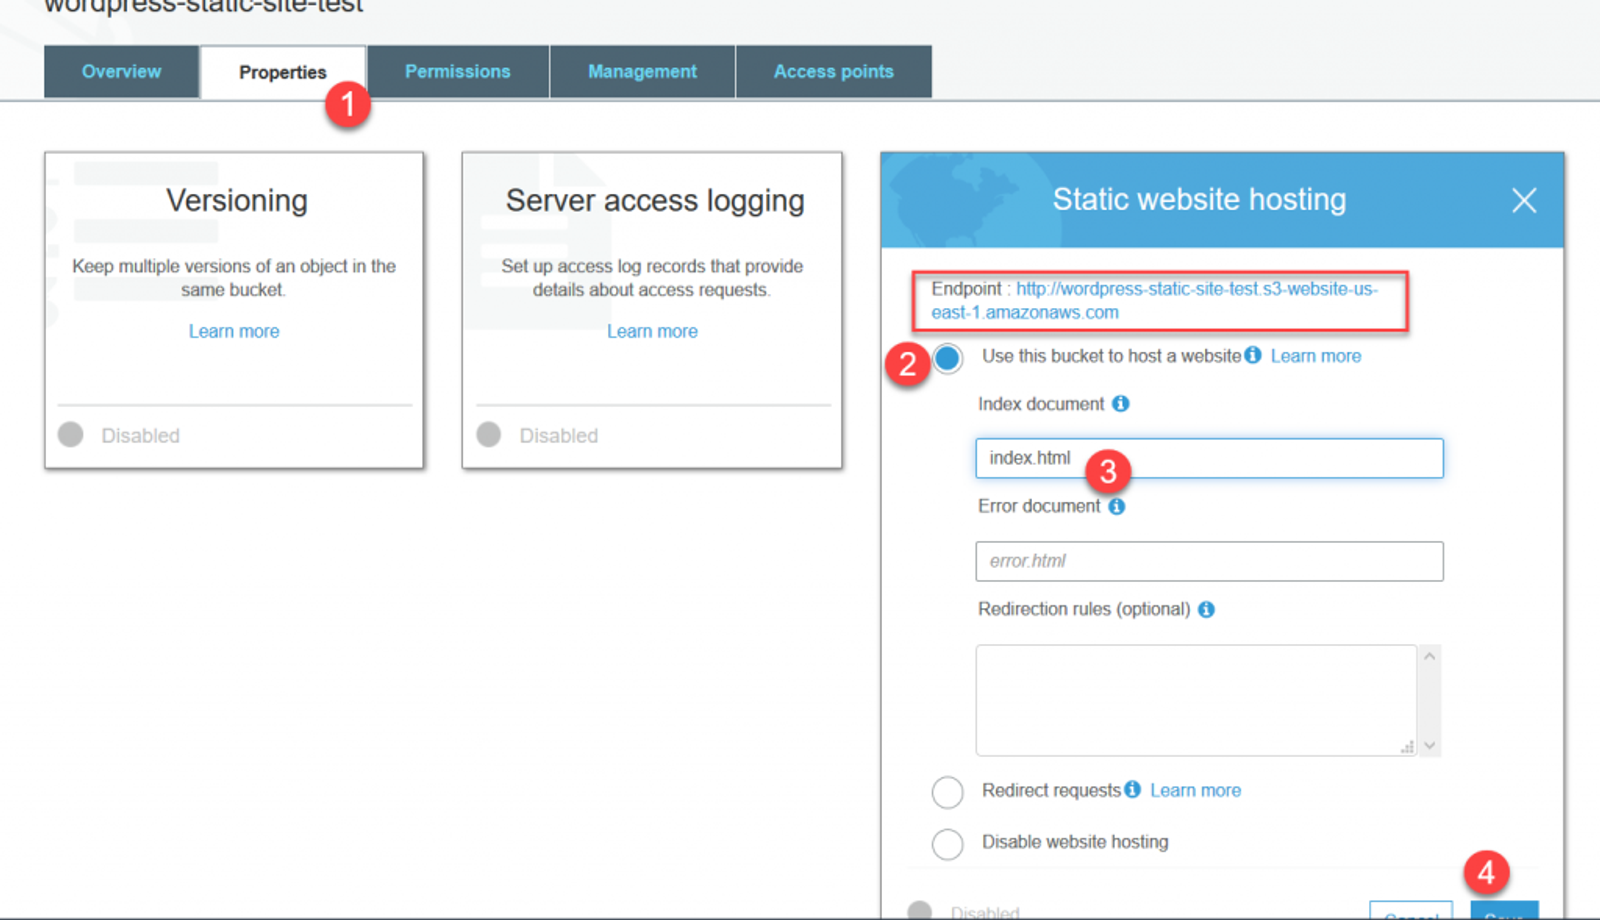 wordpress-static-site-test
Overview
Properties
Permissions
Management
Access points
1
Versioning
Keep multiple versions of an object in the
same bucket.
Learn more
Disabled
Server access logging
Set up access log records that provide
details about access requests.
Learn more
Disabled
Static website hosting
Endpoint : http://wordpress-static-site-test.s3-website-us-
east-1.amazonaws.com
2
Use this bucket to host a website Learn more
Index document
index.html
3
Error document
error.html
Redirection rules (optional)
Redirect requests Learn more
Disable website hosting
4
Disabled
Cancel
Save